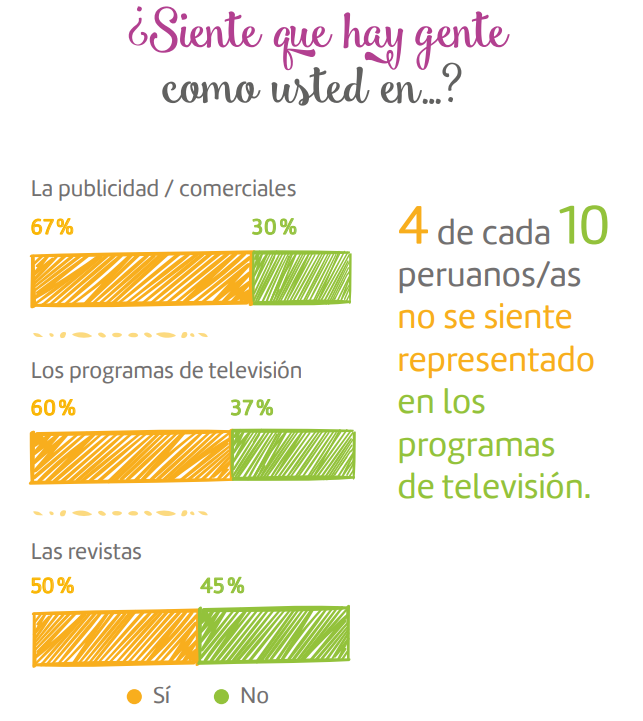 ¿Siente que hay gente
como usted en...?
La publicidad / comerciales
67% 30%
Los programas de televisión
60% 37%
Las revistas
50% 45%
Sí No
4 de cada 10
peruanos/as
no se siente
representado
en los
programas
de televisión.